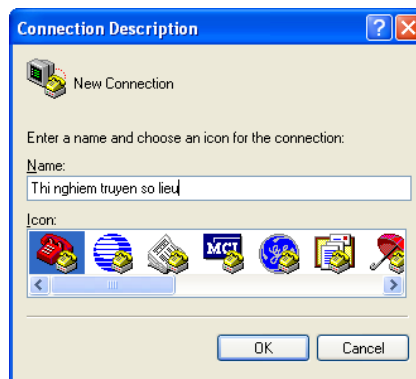 Connection Description
New Connection
Enter a name and choose an icon for the connection:
Name:
Thi nghiem truyen so lieu
Icon:
MCI
OK
Cancel